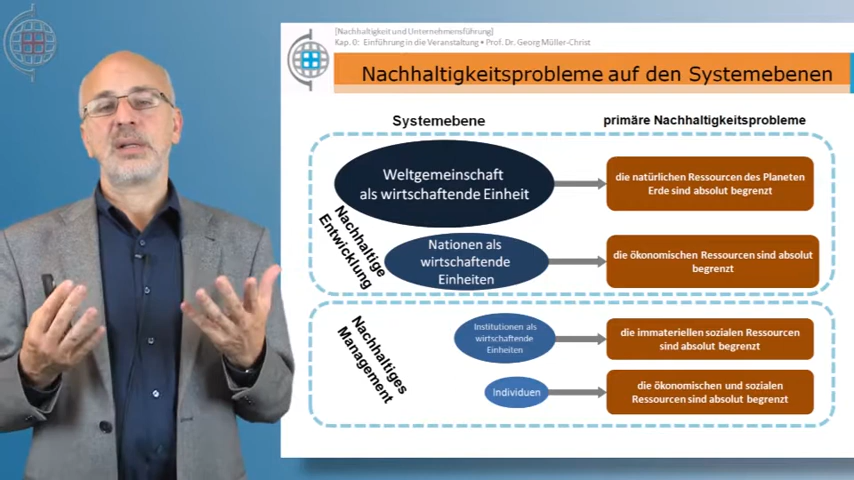 [Nachhaltigkeit und Unternehmensführung]
Kap. 0: Einführung in die Veranstaltung • Prof. Dr. Georg Müller-Christ
Nachhaltigkeitsprobleme auf den Systemebenen
Systemebene
primäre Nachhaltigkeitsprobleme
Weltgemeinschaft
als wirtschaftende Einheit
die natürlichen Ressourcen des Planeten
Erde sind absolut begrenzt
Nachhaltige
Entwicklung
Nationen als
wirtschaftende
Einheiten
die ökonomischen Ressourcen sind absolut
begrenzt
Nachhaltiges
Management
Institutionen als
wirtschaftende
Einheiten
die immateriellen sozialen Ressourcen
sind absolut begrenzt
Individuen
die ökonomischen und sozialen
Ressourcen sind absolut begrenzt